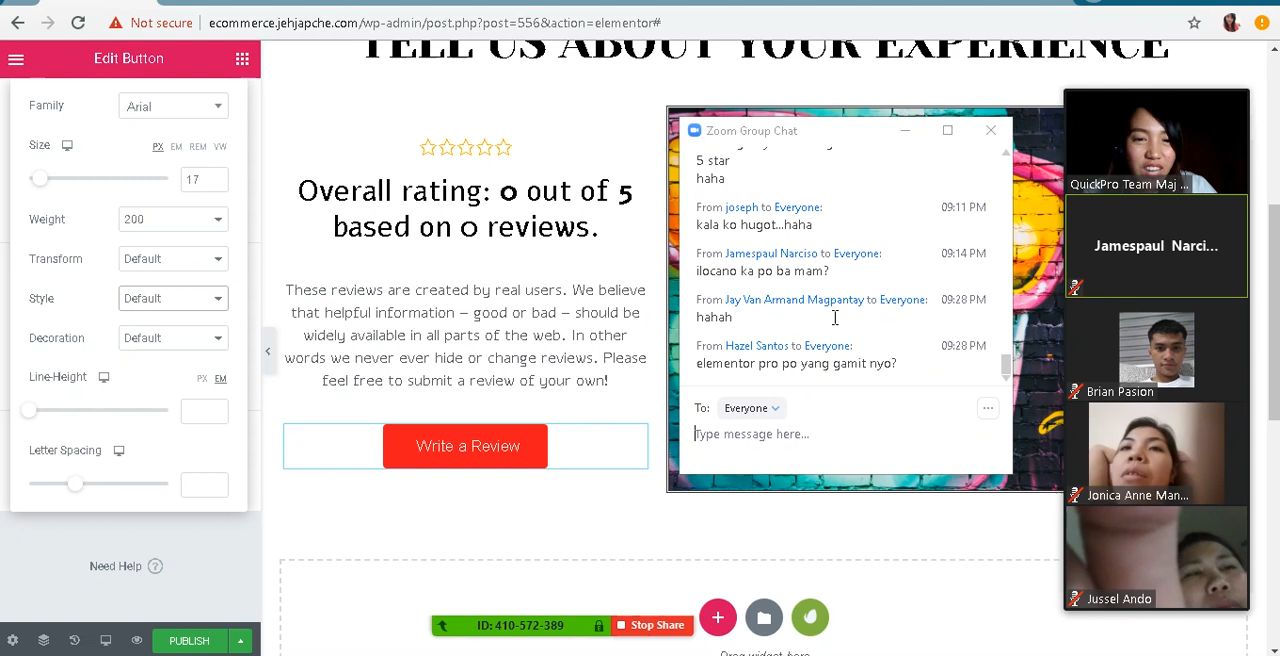 Not secure
ecommerce.jehjapche.com/wp-admin/post.php?post=556&action=elementor#
Edit Button
Family
Arial
Size
PX EM REM VW
17
Weight
200
Transform
Default
Style
Default
Decoration
Default
Line-Height
PX EM
Letter Spacing
Need Help
PUBLISH
TELL US ABOUT YOUR EXPERIENCE
Overall rating: 0 out of 5
based on 0 reviews.
These reviews are created by real users. We believe
that helpful information – good or bad – should be
widely available in all parts of the web. In other
words we never ever hide or change reviews. Please
feel free to submit a review of your own!
Write a Review
Zoom Group Chat
5 star
haha
From joseph to Everyone:
09:11 PM
kala ko hugot...haha
From Jamespaul Narciso to Everyone:
09:14 PM
ilocano ka po ba mam?
From Jay Van Armand Magpantay to Everyone:
09:28 PM
hahah
From Hazel Santos to Everyone:
09:28 PM
elementor pro po yang gamit nyo?
To: Everyone
...
Type message here...
QuickPro Team Maj ...
Jamespaul Narci...
Brian Pasion
Jonica Anne Man...
Jussel Ando
ID: 410-572-389
Stop Share